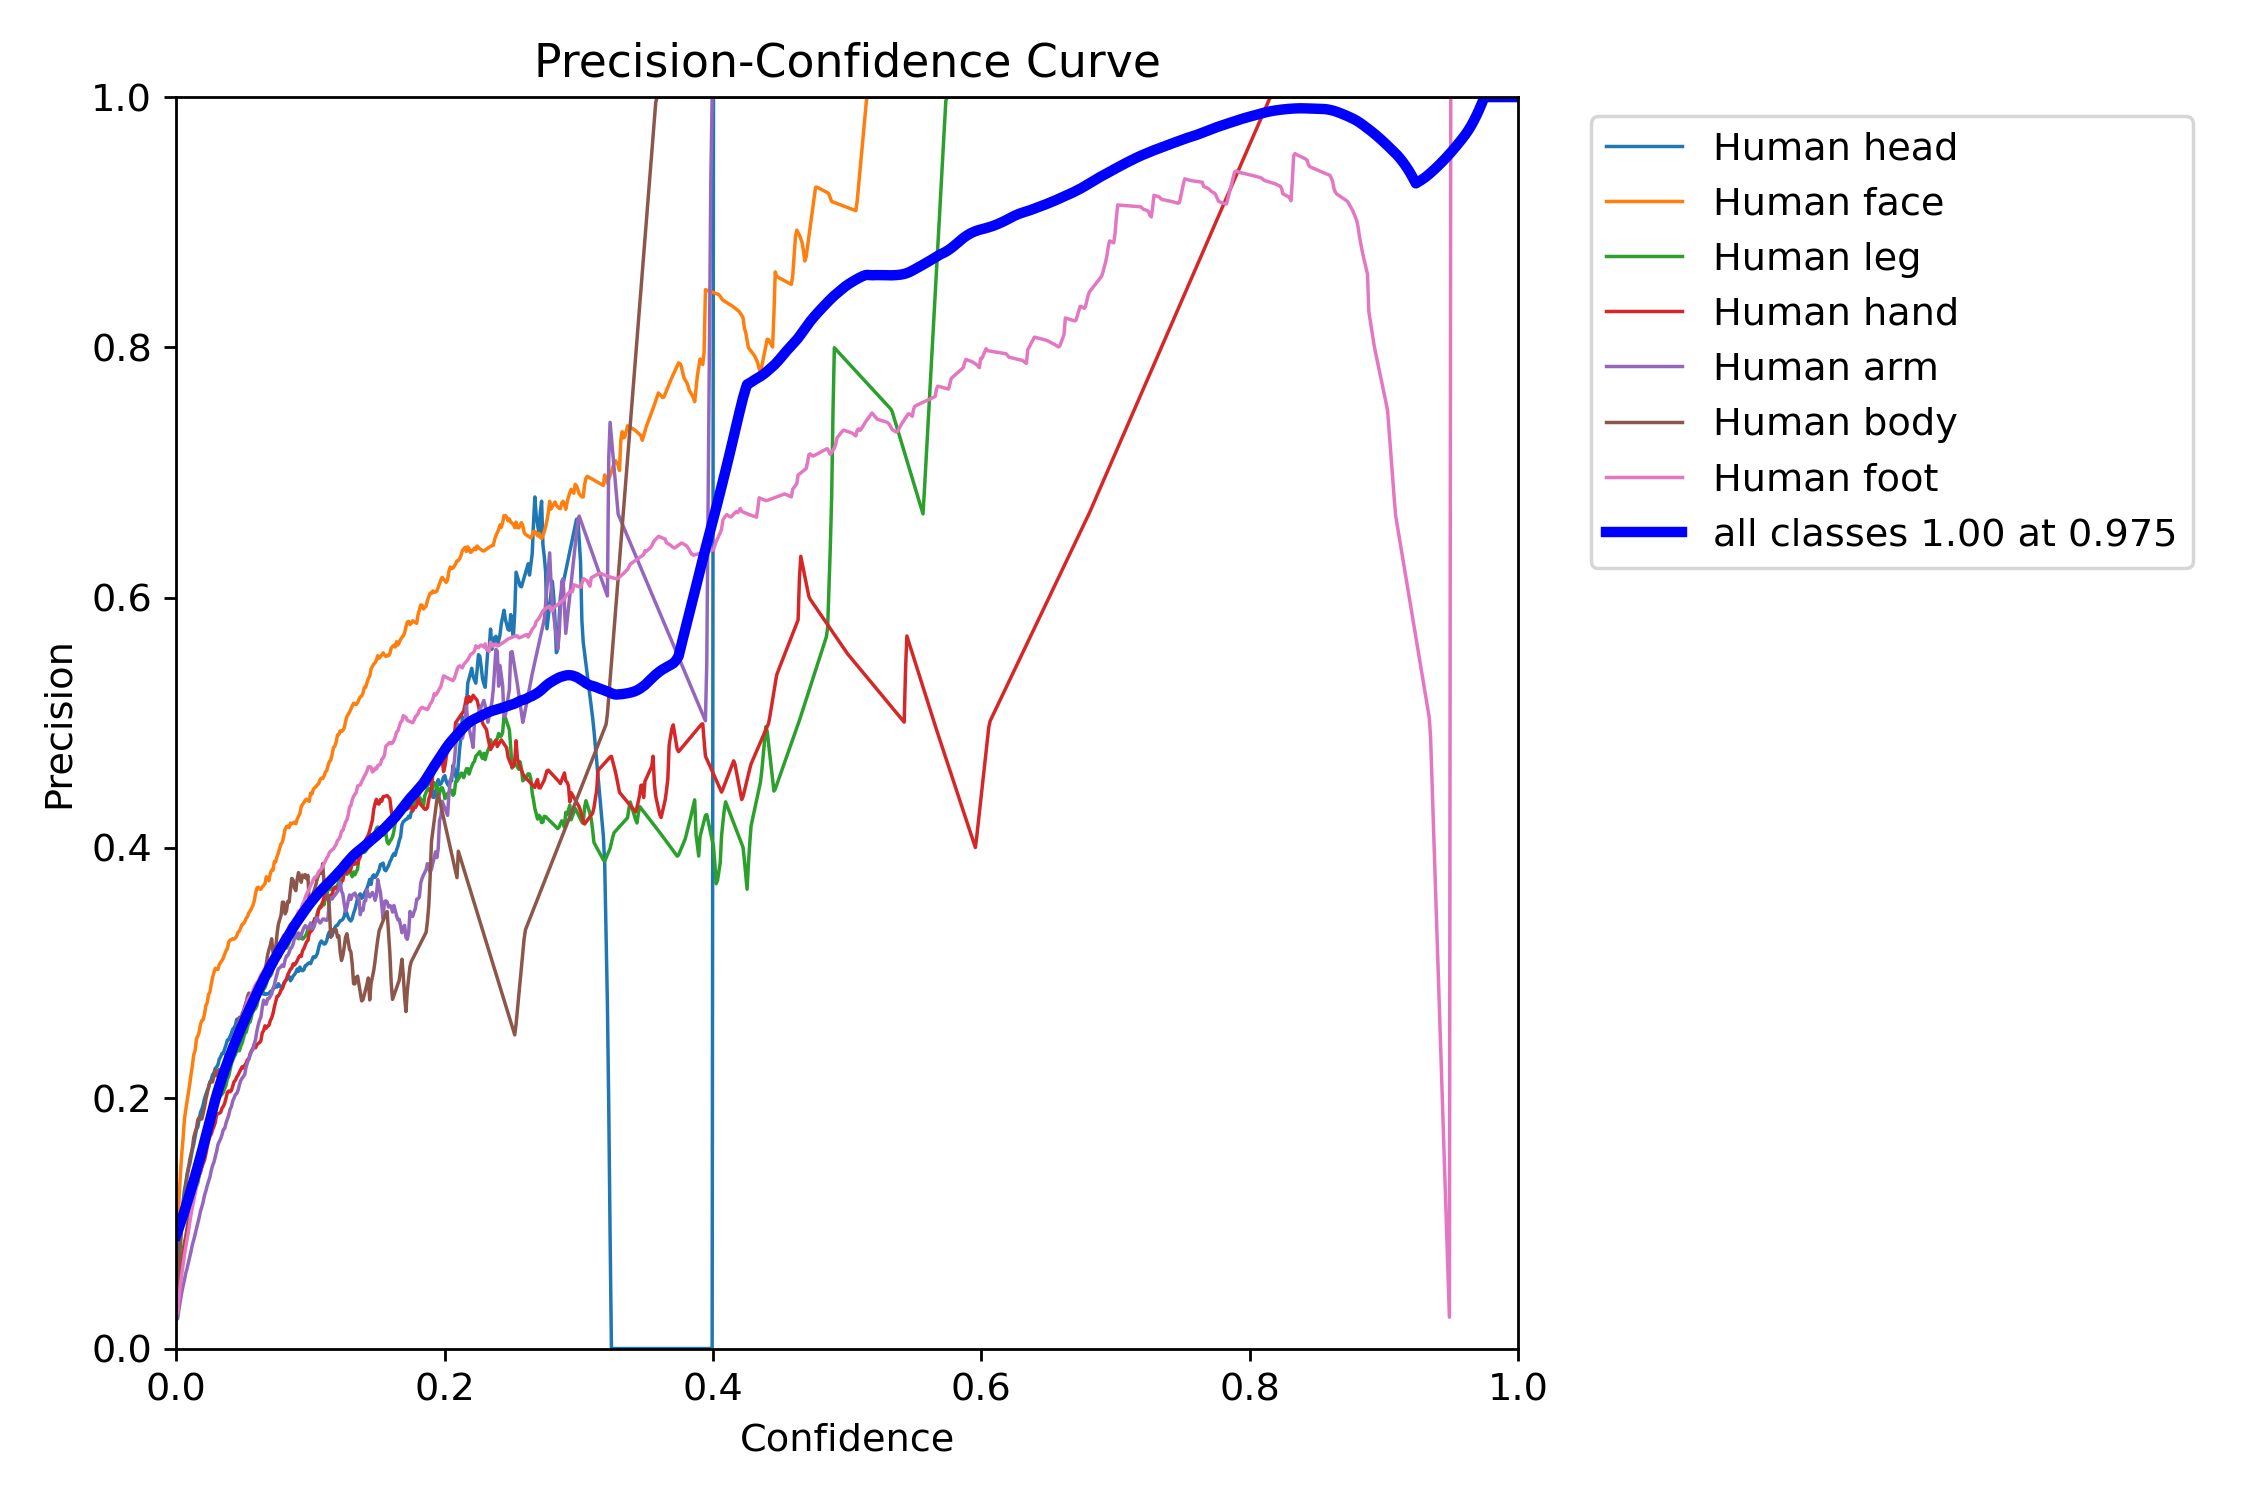 Precision-Confidence Curve
1.0
0.8
0.6
0.4
0.2
0.0
Precision
0.0 0.2 0.4 0.6 0.8 1.0
Confidence
Human head
Human face
Human leg
Human hand
Human arm
Human body
Human foot
all classes 1.00 at 0.975